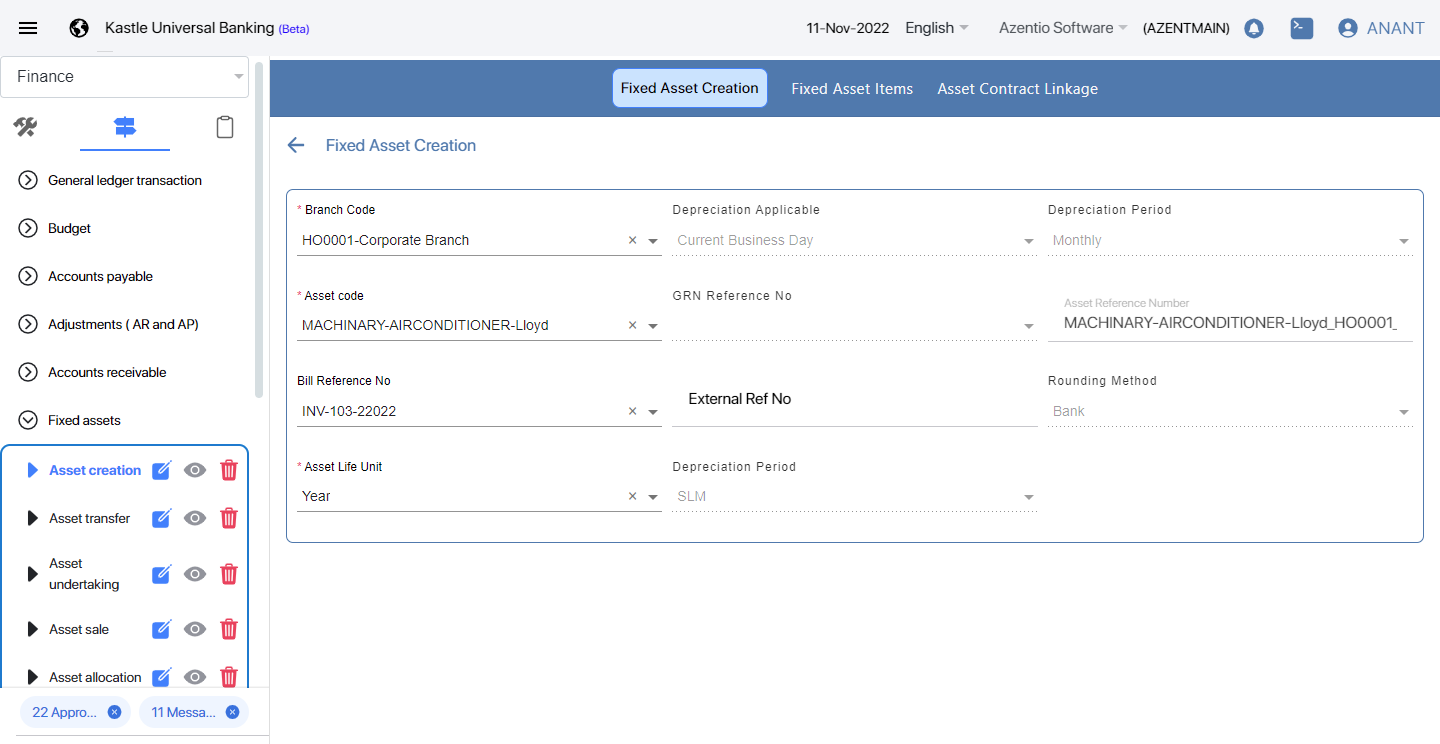 Kastle Universal Banking (Beta)
11-Nov-2022 English Azentio Software (AZENTMAIN) ANANT
Finance
General ledger transaction
Budget
Accounts payable
Adjustments ( AR and AP)
Accounts receivable
Fixed assets
Asset creation
Asset transfer
Asset
undertaking
Asset sale
Asset allocation
22 Appro... 11 Messa...
Fixed Asset Creation Fixed Asset Items Asset Contract Linkage
Fixed Asset Creation
* Branch Code Depreciation Applicable Depreciation Period
HO0001-Corporate Branch × Current Business Day Monthly
* Asset code GRN Reference No Asset Reference Number
MACHINARY-AIRCONDITIONER-Lloyd × MACHINARY-AIRCONDITIONER-Lloyd_HO0001_
Bill Reference No External Ref No Rounding Method
INV-103-22022 × Bank
* Asset Life Unit Depreciation Period
Year × SLM